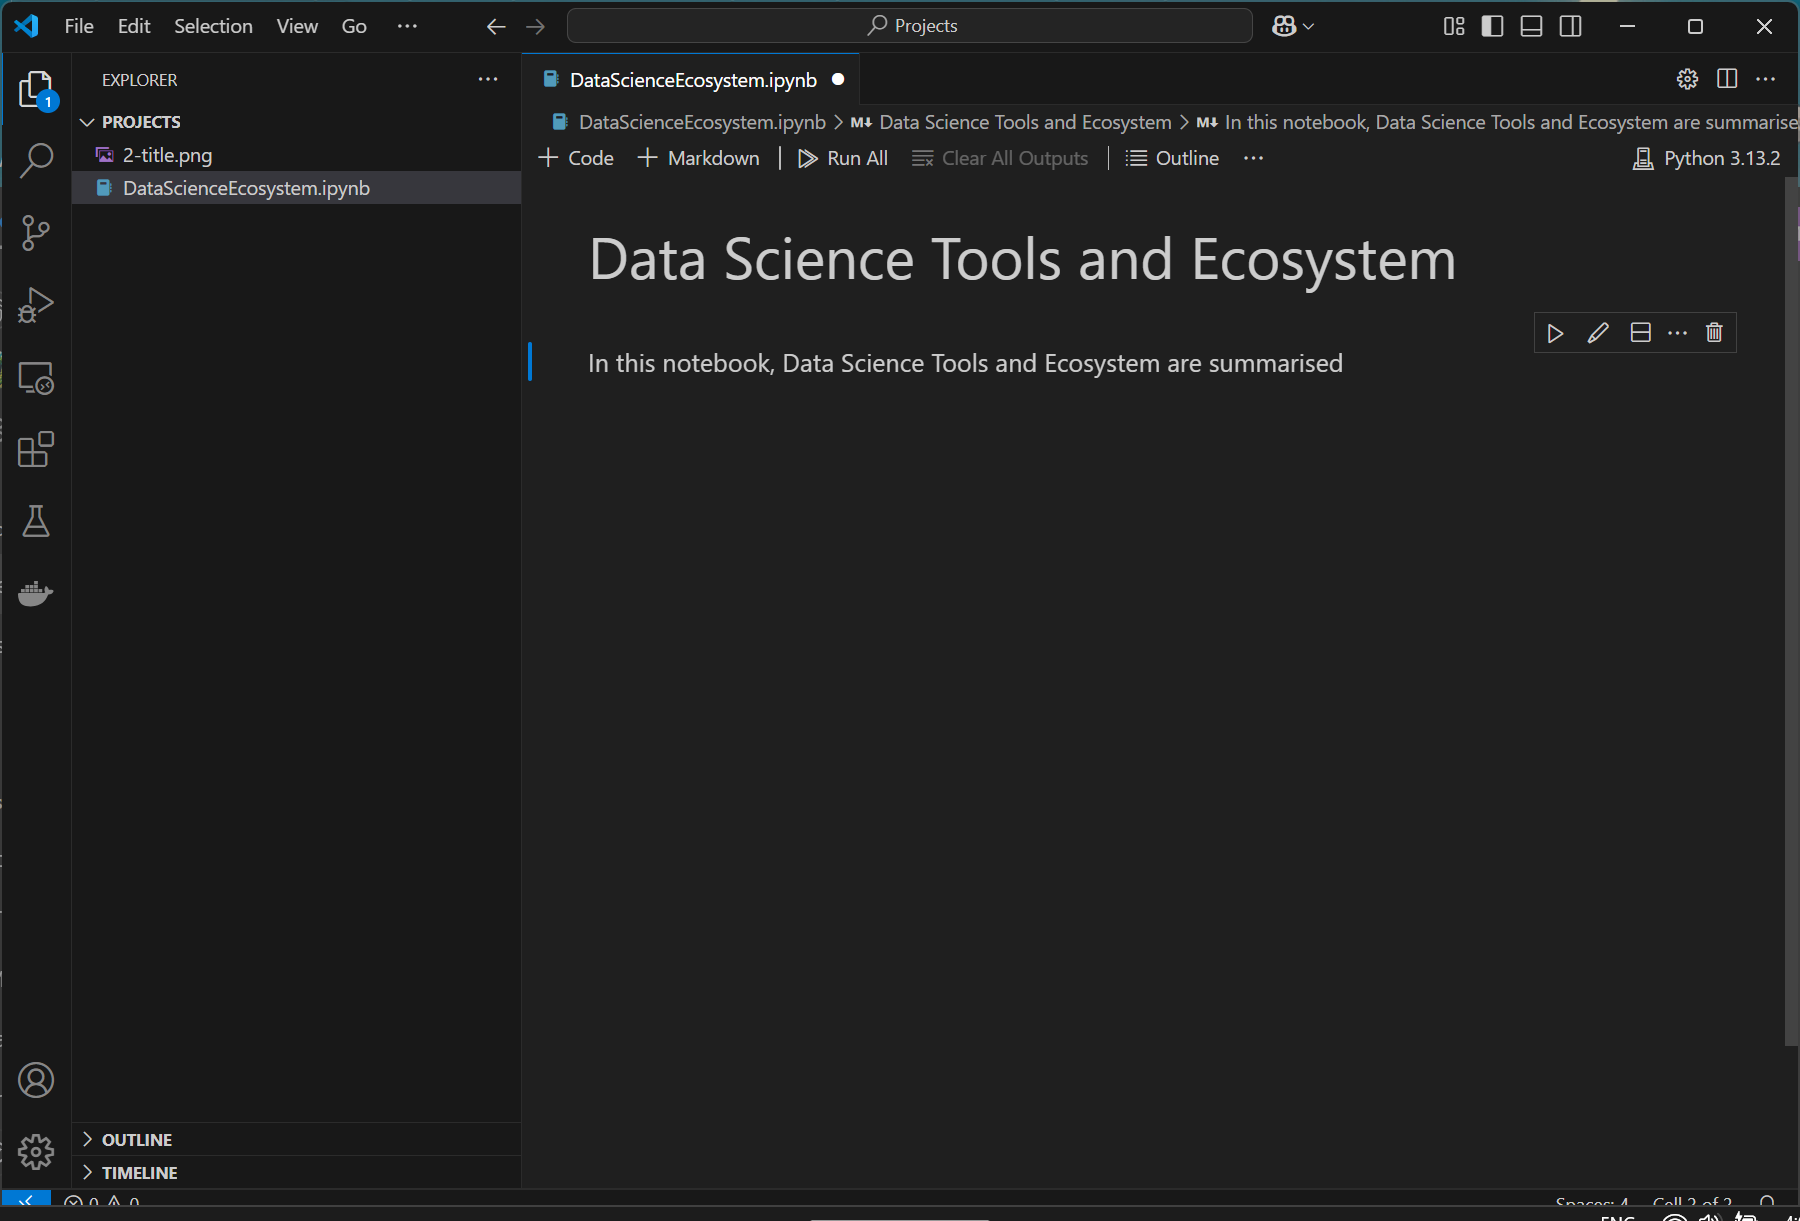 File Edit Selection View Go ··· Projects
EXPLORER ···
PROJECTS
2-title.png
DataScienceEcosystem.ipynb
OUTLINE
TIMELINE
DataScienceEcosystem.ipynb
DataScienceEcosystem.ipynb > M↓ Data Science Tools and Ecosystem > M↓ In this notebook, Data Science Tools and Ecosystem are summarise
+ Code + Markdown | Run All Clear All Outputs | Outline ··· Python 3.13.2
Data Science Tools and Ecosystem
In this notebook, Data Science Tools and Ecosystem are summarised
1
0 0
Spaces: 4 Cell 2 of 2
ENG